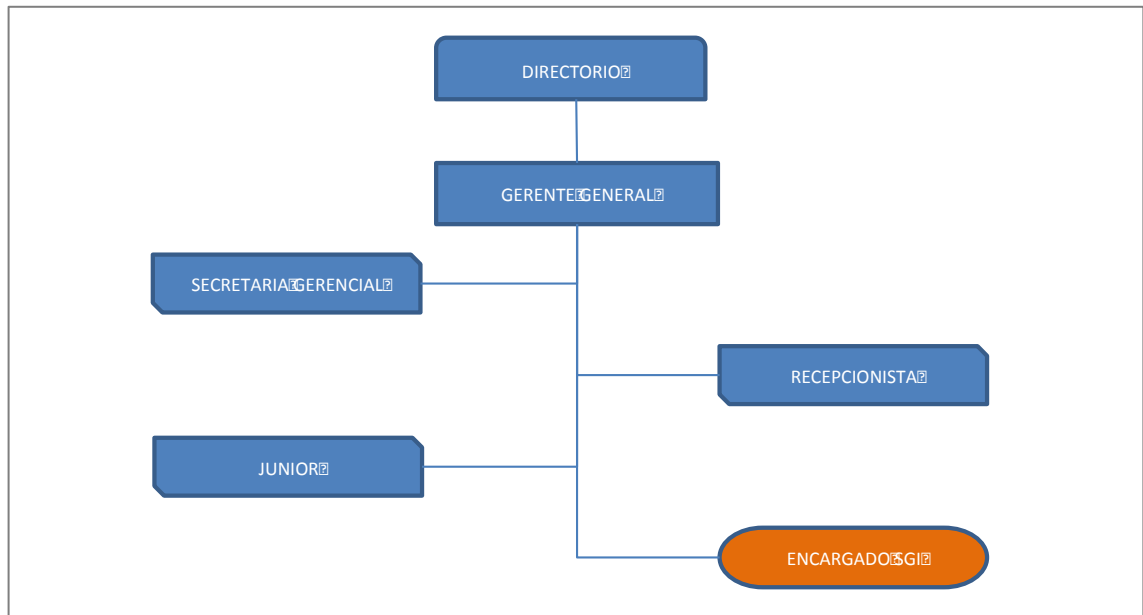 DIRECTORIO
GERENTE GENERAL
SECRETARIA GERENCIAL
RECEPCIONISTA
JUNIOR
ENCARGADO SGI